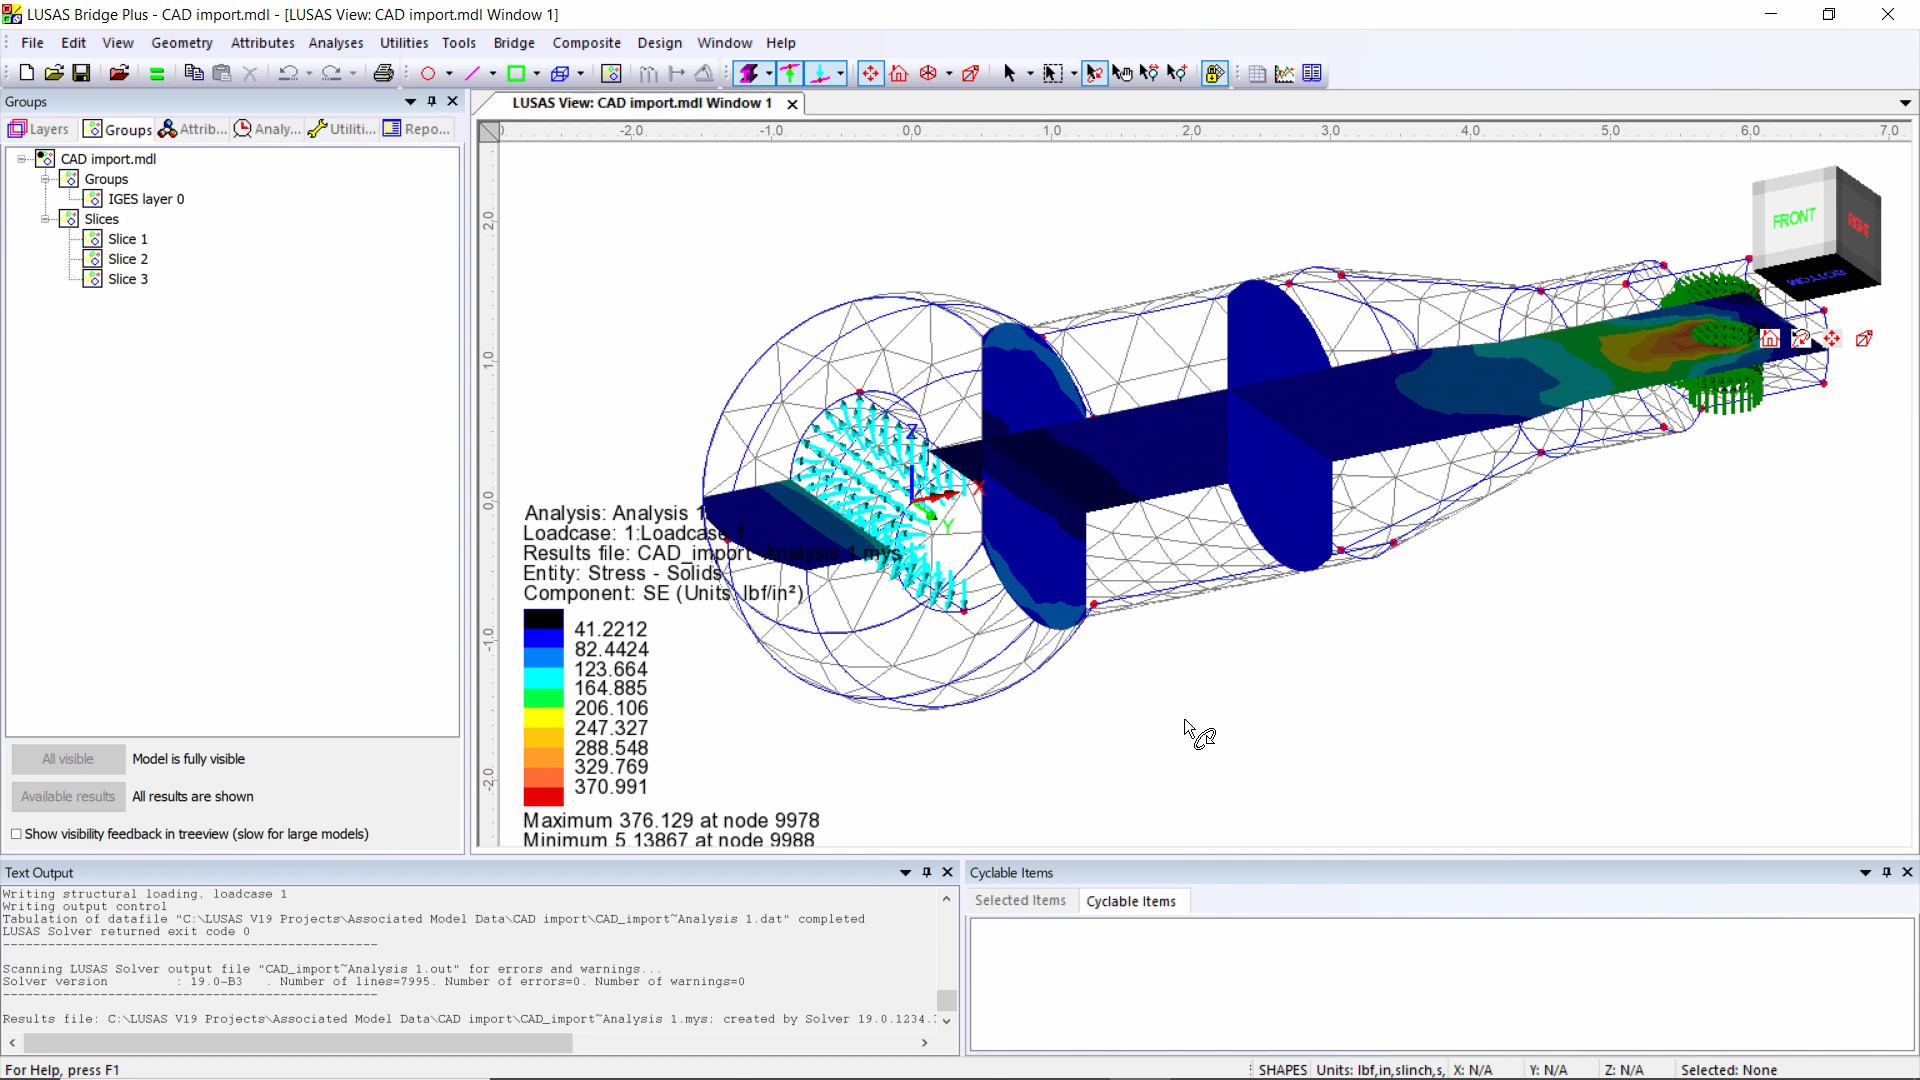 LUSAS Bridge Plus - CAD import.mdl - [LUSAS View: CAD import.mdl Window 1]
File Edit View Geometry Attributes Analyses Utilities Tools Bridge Composite Design Window Help
Groups
LUSAS View: CAD import.mdl Window 1
Layers Groups Attrib... Analy... Utiliti... Repo...
-2.0 -1.0 0.0 1.0 2.0 3.0 4.0 5.0 6.0 7.0
CAD import.mdl
Groups
IGES layer 0
Slices
Slice 1
Slice 2
Slice 3
2.0
1.0
0.0
-1.0
-2.0
FRONT
RIGHT
BOTTOM
Z
X
Y
Analysis: Analysis 1
Loadcase: 1:Loadcase 1
Results file: CAD_import~Analysis 1.mys
Entity: Stress - Solids
Component: SE (Units: lbf/in²)
41.2212
82.4424
123.664
164.885
206.106
247.327
288.548
329.769
370.991
Maximum 376.129 at node 9978
Minimum 5.13867 at node 9988
All visible Model is fully visible
Available results All results are shown
Show visibility feedback in treeview (slow for large models)
Text Output
Writing structural loading. loadcase 1
Writing output control
Tabulation of datafile "C:\LUSAS V19 Projects\Associated Model Data\CAD import\CAD_import~Analysis 1.dat" completed
LUSAS Solver returned exit code 0
--------------------------------------------------
Scanning LUSAS Solver output file "CAD_import~Analysis 1.out" for errors and warnings...
Solver version : 19.0-B3 . Number of lines=7995. Number of errors=0. Number of warnings=0
--------------------------------------------------
Results file: C:\LUSAS V19 Projects\Associated Model Data\CAD import\CAD_import~Analysis 1.mys; created by Solver 19.0.1234.
Cyclable Items
Selected Items Cyclable Items
For Help, press F1
SHAPES Units: lbf,in,slinch,s, X: N/A Y: N/A Z: N/A Selected: None